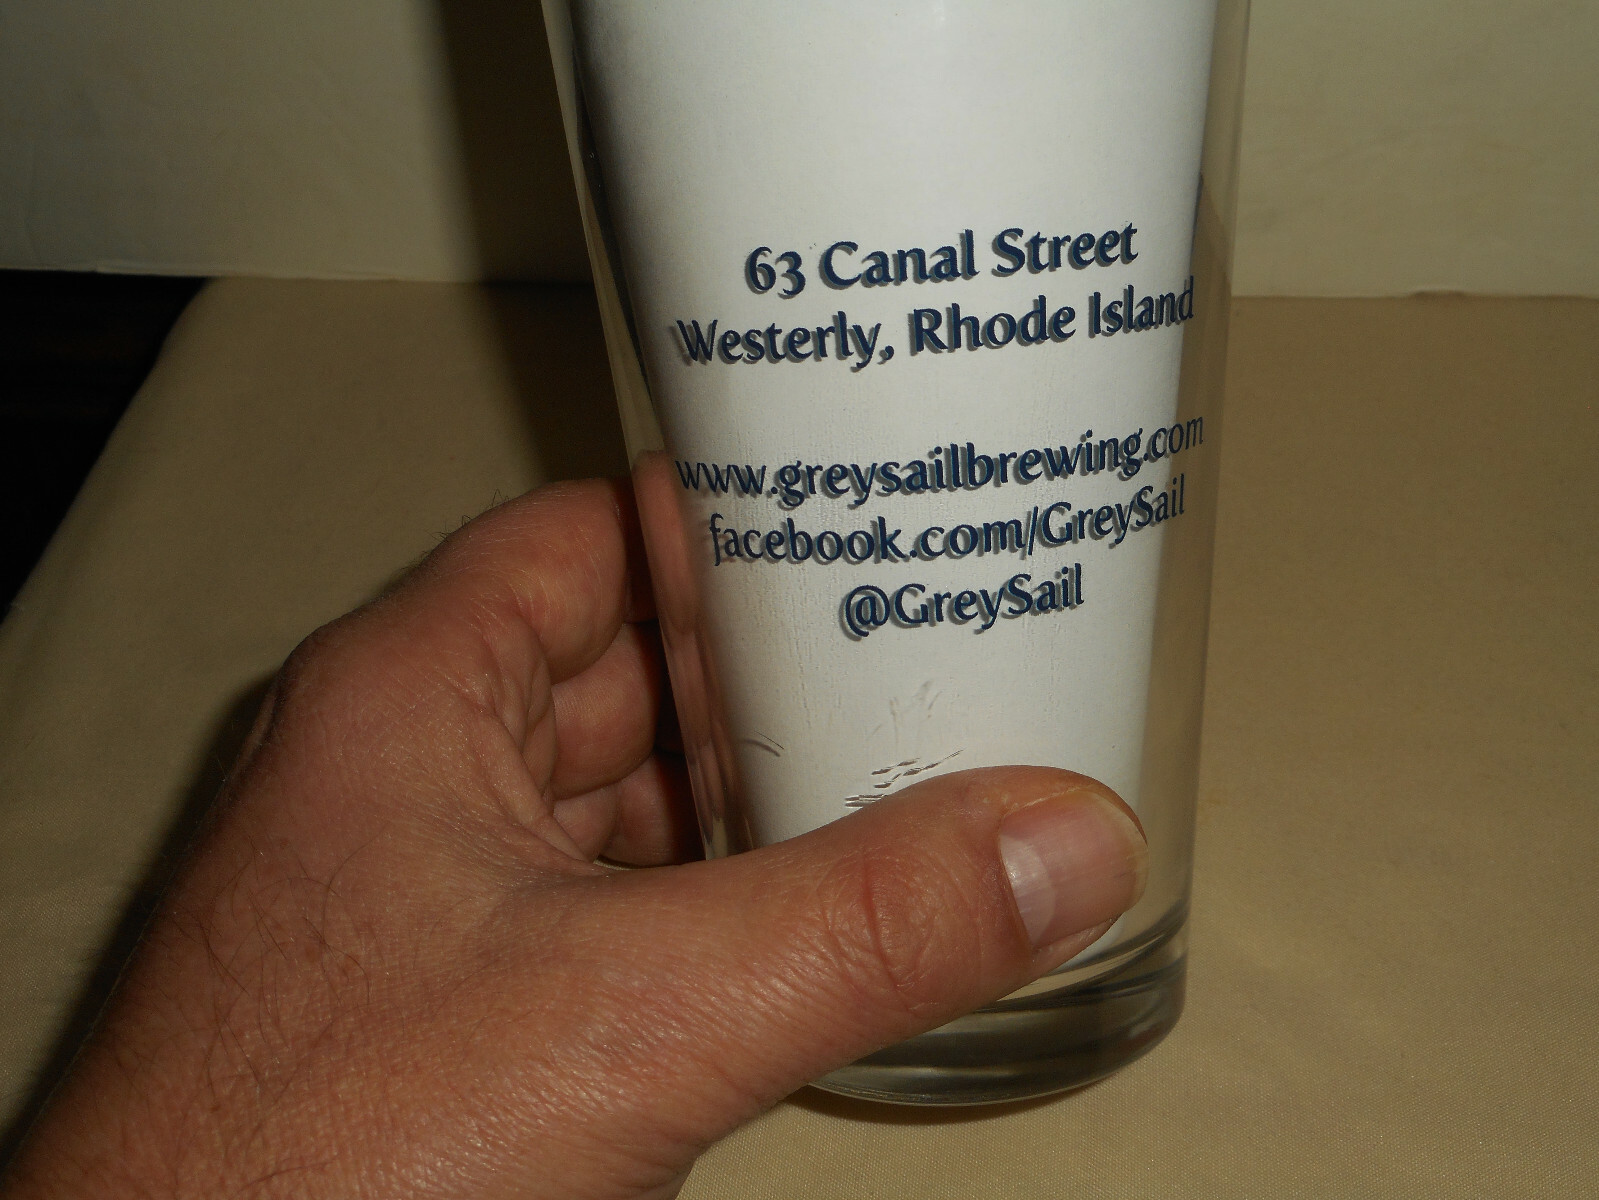 63 Canal Street
Westerly, Rhode Island
www.greysailbrewing.com
facebook.com/GreySail
@GreySail